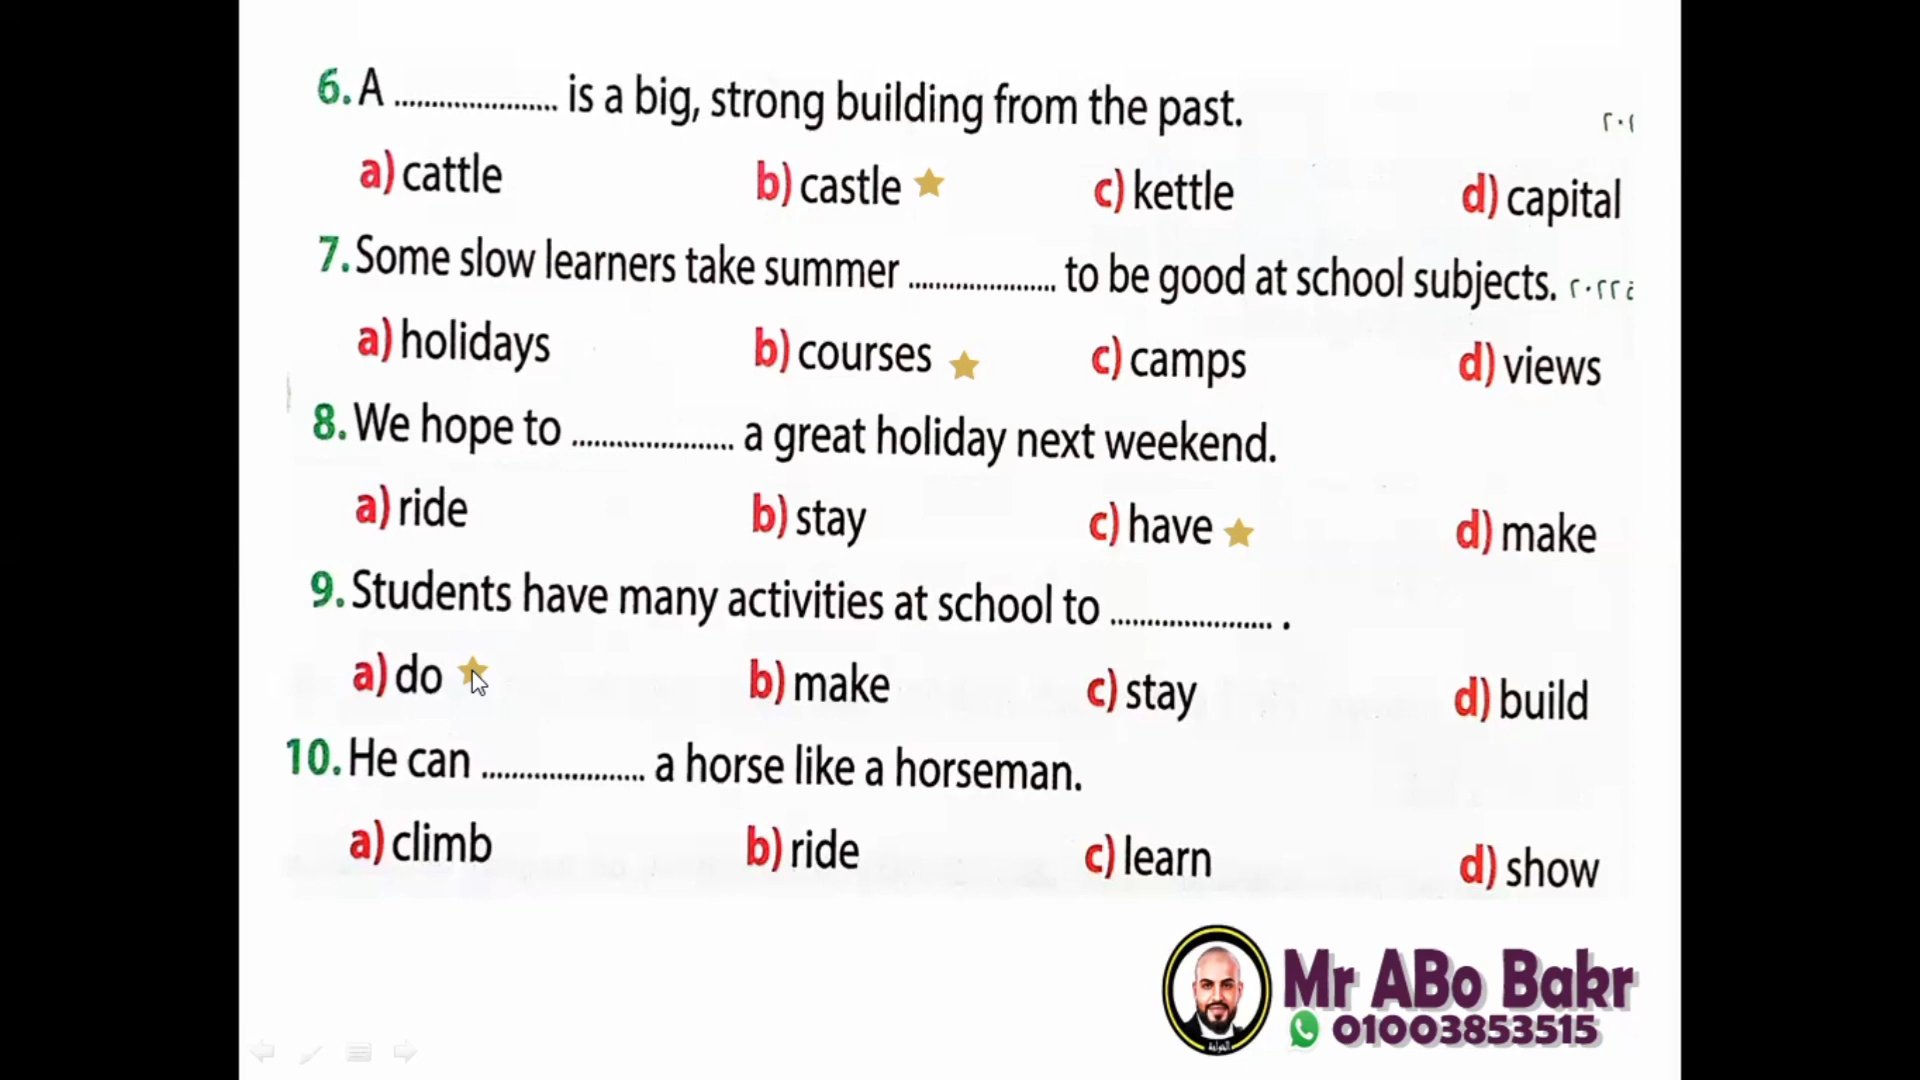 6. A ..................... is a big, strong building from the past.
a) cattle b) castle c) kettle d) capital
7. Some slow learners take summer ................... to be good at school subjects.
a) holidays b) courses c) camps d) views
8. We hope to ..................... a great holiday next weekend.
a) ride b) stay c) have d) make
9. Students have many activities at school to ..................... .
a) do b) make c) stay d) build
10. He can ..................... a horse like a horseman.
a) climb b) ride c) learn d) show
Mr ABo Bakr
01003853515